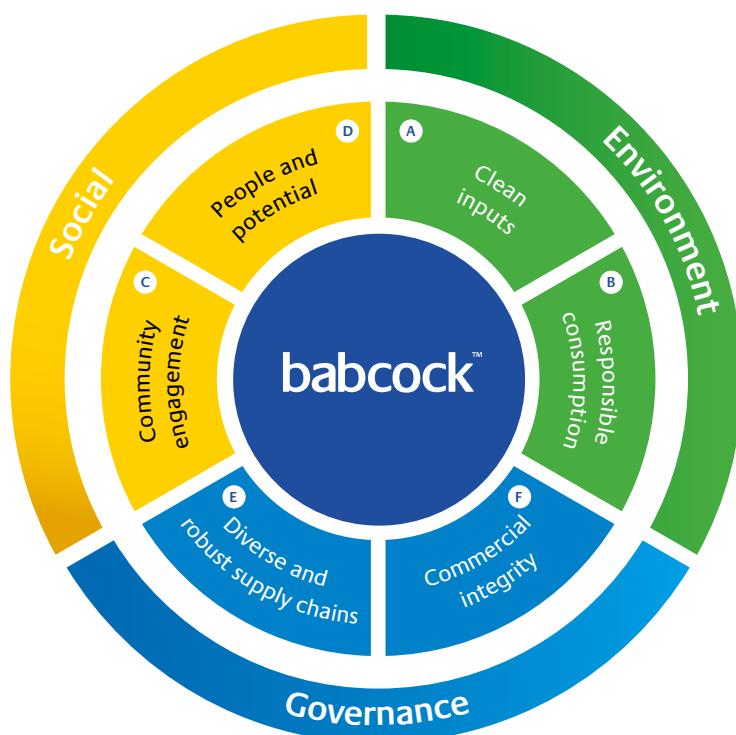 Social
Environment
Governance
D
People and
potential
A
Clean
inputs
B
Responsible
consumption
C
Community
engagement
E
Diverse and
robust supply chains
F
Commercial
integrity
babcock™